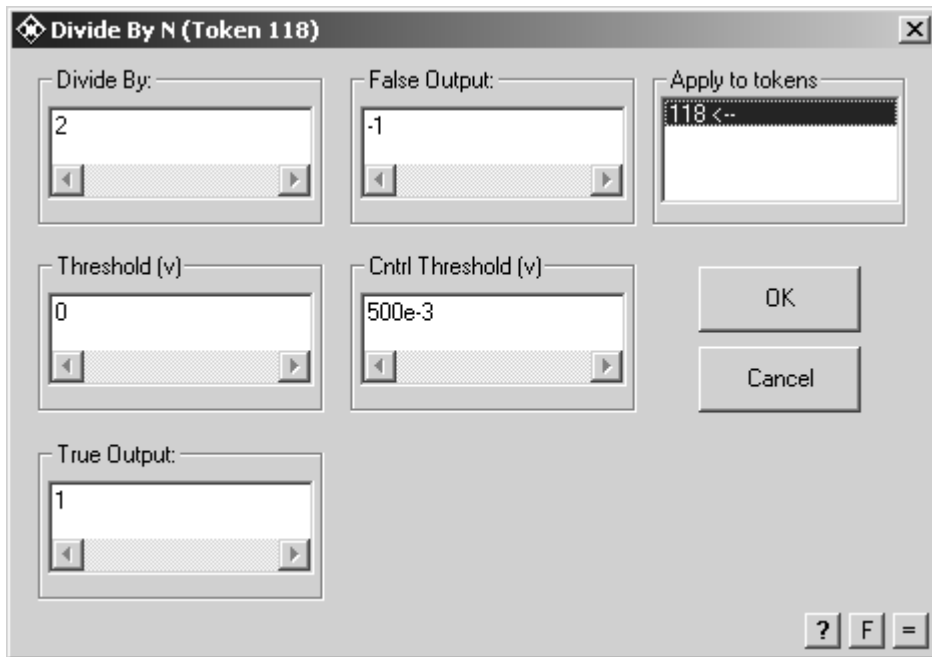 Divide By N (Token 118)
Divide By:
2
False Output:
-1
Apply to tokens
118 <--
Threshold (v)
0
Cntrl Threshold (v)
500e-3
OK
Cancel
True Output:
1
? F =